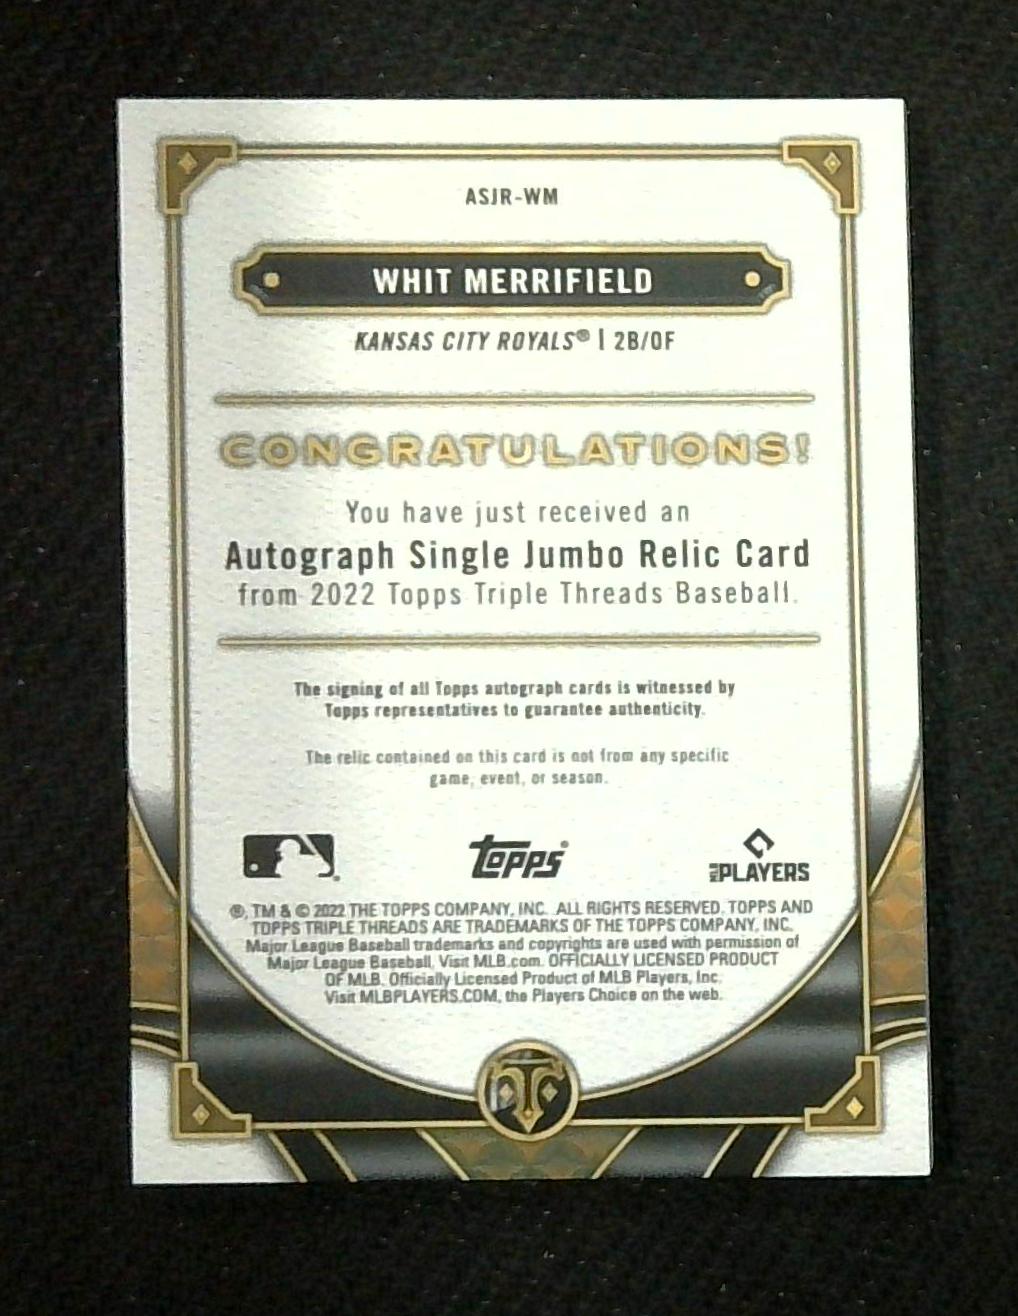 ASJR-WM
WHIT MERRIFIELD
KANSAS CITY ROYALS® | 2B/OF
CONGRATULATIONS!
You have just received an
Autograph Single Jumbo Relic Card
from 2022 Topps Triple Threads Baseball.
The signing of all Topps autograph cards is witnessed by
Topps representatives to guarantee authenticity.
The relic contained on this card is not from any specific
game, event, or season.
Topps® MLB PLAYERS
®, TM & © 2022 THE TOPPS COMPANY, INC. ALL RIGHTS RESERVED. TOPPS AND
TOPPS TRIPLE THREADS ARE TRADEMARKS OF THE TOPPS COMPANY, INC.
Major League Baseball trademarks and copyrights are used with permission of
Major League Baseball. Visit MLB.com. OFFICIALLY LICENSED PRODUCT
OF MLB. Officially Licensed Product of MLB Players, Inc.
Visit MLBPLAYERS.COM, the Players Choice on the web.